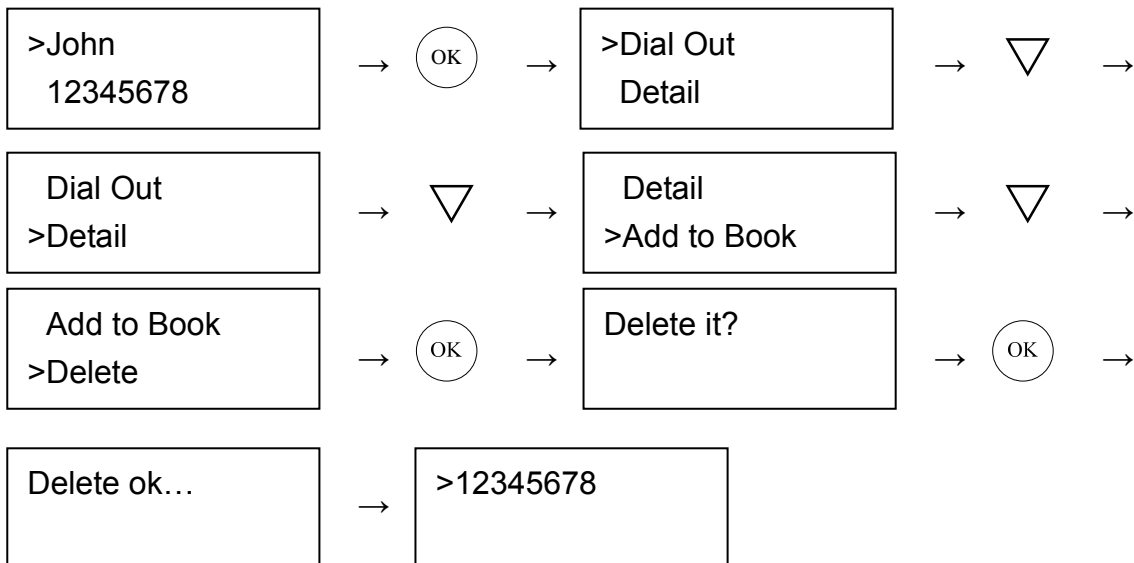 >John
12345678
→ OK →
>Dial Out
Detail
→ ▽ →
Dial Out
>Detail
→ ▽ →
Detail
>Add to Book
→ ▽ →
Add to Book
>Delete
→ OK →
Delete it?
→ OK →
Delete ok…
→
>12345678